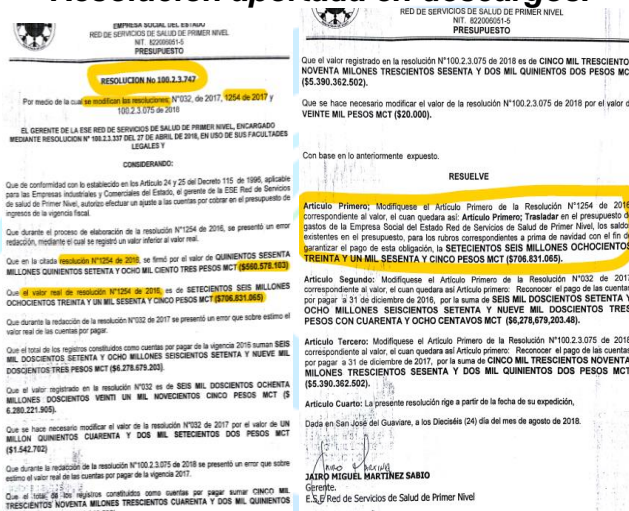 Resolución aportada en descargos.
EMPRESA SOCIAL DEL ESTADO
RED DE SERVICIOS DE SALUD DE PRIMER NIVEL
NIT. 822006051-5
PRESUPUESTO
RESOLUCION No 100.2.3.747
Por medio de la cual se modifican las resoluciones; N°032, de 2017, 1254 de 2017 y
100.2.3.075 de 2018
EL GERENTE DE LA ESE RED DE SERVICIOS DE SALUD DE PRIMER NIVEL, ENCARGADO
MEDIANTE RESOLUCION N° 100.2.3.337 DEL 27 DE ABRIL DE 2018, EN USO DE SUS FACULTADES
LEGALES Y
CONSIDERANDO:
Que de conformidad con lo establecido en los Articulo 24 y 25 del Decreto 115 de 1996, aplicable
para las Empresas industriales y Comerciales del Estado, el gerente de la ESE Red de Servicios
de salud de Primer Nivel, autorizo efectuar un ajuste a las cuentas por cobrar en el presupuesto de
ingresos de la vigencia fiscal.
Que durante el proceso de elaboración de la resolución N°1254 de 2016, se presentó un error
redacción, mediante el cual se registró un valor inferior al valor real.
Que en la citada resolución N°1254 de 2016, se firmó por el valor de QUINIENTOS SESENTA
MILLONES QUINIENTOS SETENTA Y OCHO MIL CIENTO TRES PESOS MCT ($560.578.103)
Que el valor real de resolución N°1254 de 2016, es de SETECIENTOS SEIS MILLONES
OCHOCIENTOS TREINTA Y UN MIL SESENTA Y CINCO PESOS MCT ($706.831.065)
Que durante la redacción de la resolución N°032 de 2017 se presentó un error que sobre estimo el
valor real de las cuentas por pagar.
Que el total de los registros constituidos como cuentas por pagar de la vigencia 2016 suman SEIS
MIL DOSCIENTOS SETENTA Y OCHO MILLONES SEISCIENTOS SETENTA Y NUEVE MIL
DOSCIENTOS TRES PESOS MCT ($6.278.679.203).
Que el valor registrado en la resolución N°032 es de SEIS MIL DOSCIENTOS OCHENTA
MILLONES DOSCIENTOS VEINTI UN MIL NOVECIENTOS CINCO PESOS MCT ($
6.280.221.905).
Que se hace necesario modificar el valor de la resolución N°032 de 2017 por el valor de UN
MILLON QUINIENTOS CUARENTA Y DOS MIL SETECIENTOS DOS PESOS MCT
($1.542.702)
Que durante la redacción de la resolución N°100.2.3.075 de 2018 se presentó un error que sobre
estimo el valor real de las cuentas por pagar de la vigencia 2017.
Que el total de los registros constituidos como cuentas por pagar sumar CINCO MIL
TRESCIENTOS NOVENTA MILONES TRESCIENTOS CUARENTA Y DOS MIL QUINIENTOS
RED DE SERVICIOS DE SALUD DE PRIMER NIVEL
NIT. 822006051-5
PRESUPUESTO
Que el valor registrado en la resolución N°100.2.3.075 de 2018 es de CINCO MIL TRECIENTO
NOVENTA MILONES TRESCIENTOS SESENTA Y DOS MIL QUINIENTOS DOS PESOS MC
($5.390.362.502).
Que se hace necesario modificar el valor de la resolución N°100.2.3.075 de 2018 por el valor d
VEINTE MIL PESOS MCT ($20.000).
Con base en lo anteriormente expuesto.
RESUELVE
Artículo Primero; Modifiquese el Artículo Primero de la Resolución N°1254 de 2016
correspondiente al valor, el cuan quedara así: Artículo Primero; Trasladar en el presupuesto d
gastos de la Empresa Social del Estado Red de Servicios de Salud de Primer Nivel, los saldo
existentes en el presupuesto, para los rubros correspondientes a prima de navidad con el fin d
garantizar el pago de esta obligación, la SETECIENTOS SEIS MILLONES OCHOCIENTO
TREINTA Y UN MIL SESENTA Y CINCO PESOS MCT ($706.831.065).
Artículo Segundo: Modifiquese el Artículo Primero de la Resolución N°032 de 2017
correspondiente al valor, el cuan quedara así Artículo primero: Reconocer el pago de las cuentas
por pagar a 31 de diciembre de 2016, por la suma de SEIS MIL DOSCIENTOS SETENTA Y
OCHO MILLONES SEISCIENTOS SETENTA Y NUEVE MIL DOSCIENTOS TRES
PESOS CON CUARENTA Y OCHO CENTAVOS MCT ($6,278,679,203.48).
Artículo Tercero: Modifiquese el Artículo Primero de la Resolución N°100.2.3.075 de 2018
correspondiente al valor, el cuan quedara así Artículo primero: Reconocer el pago de las cuentas
por pagar a 31 de diciembre de 2017, por la suma de CINCO MIL TRESCIENTOS NOVENTA
MILONES TRESCIENTOS SESENTA Y DOS MIL QUINIENTOS DOS PESOS MCT
($5.390.362.502).
Articulo Cuarto: La presente resolución rige a partir de la fecha de su expedición,
Dada en San José del Guaviare, a los Dieciséis (24) día del mes de agosto de 2018.
JAIRO MIGUEL MARTINEZ SABIO
Gerente.
E.S.E Red de Servicios de Salud de Primer Nivel